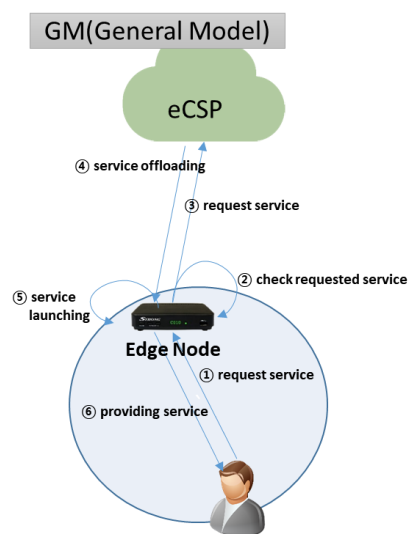 GM(General Model)
eCSP
④ service offloading
③ request service
② check requested service
⑤ service
launching
Edge Node
① request service
⑥ providing service